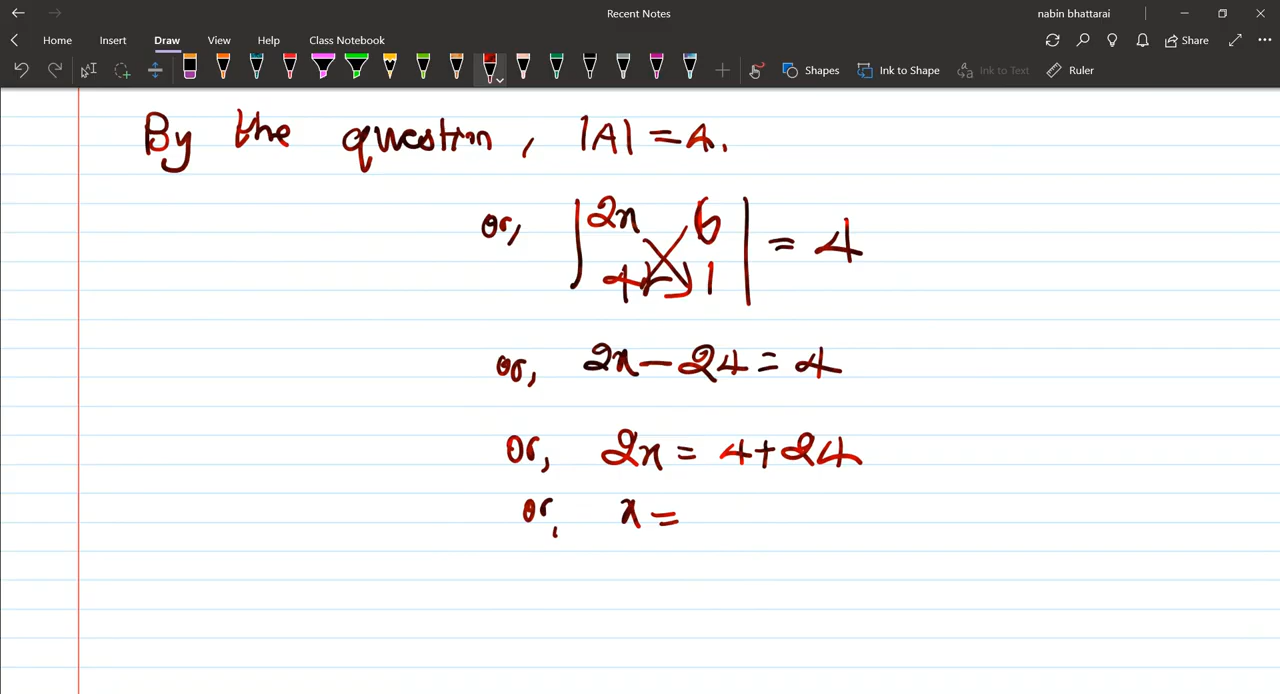 Recent Notes
nabin bhattarai
Home Insert Draw View Help Class Notebook
Share
Shapes Ink to Shape Ink to Text Ruler
By the question, |A| = 4.
or, |2x 6
4 1| = 4
or, 2x - 24 = 4
or, 2x = 4 + 24
or, x =